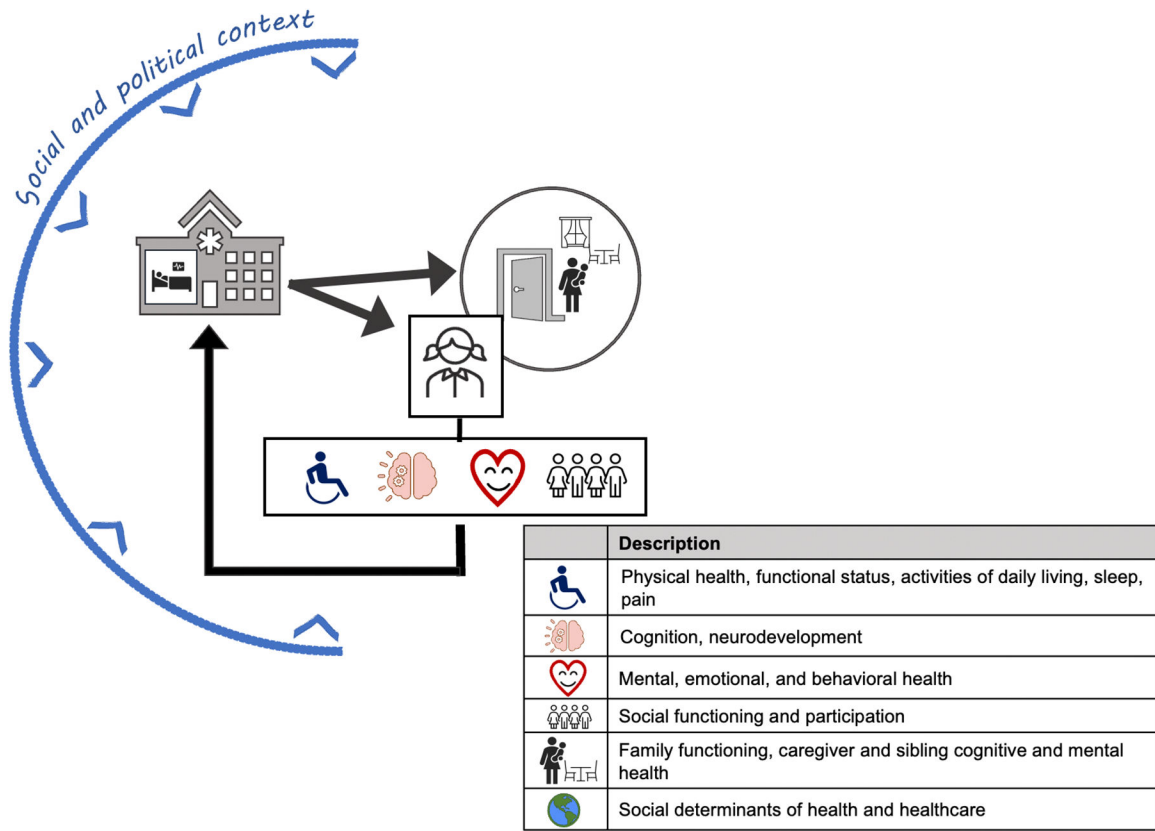 Social and political context
Description
Physical health, functional status, activities of daily living, sleep,
pain
Cognition, neurodevelopment
Mental, emotional, and behavioral health
Social functioning and participation
Family functioning, caregiver and sibling cognitive and mental
health
Social determinants of health and healthcare